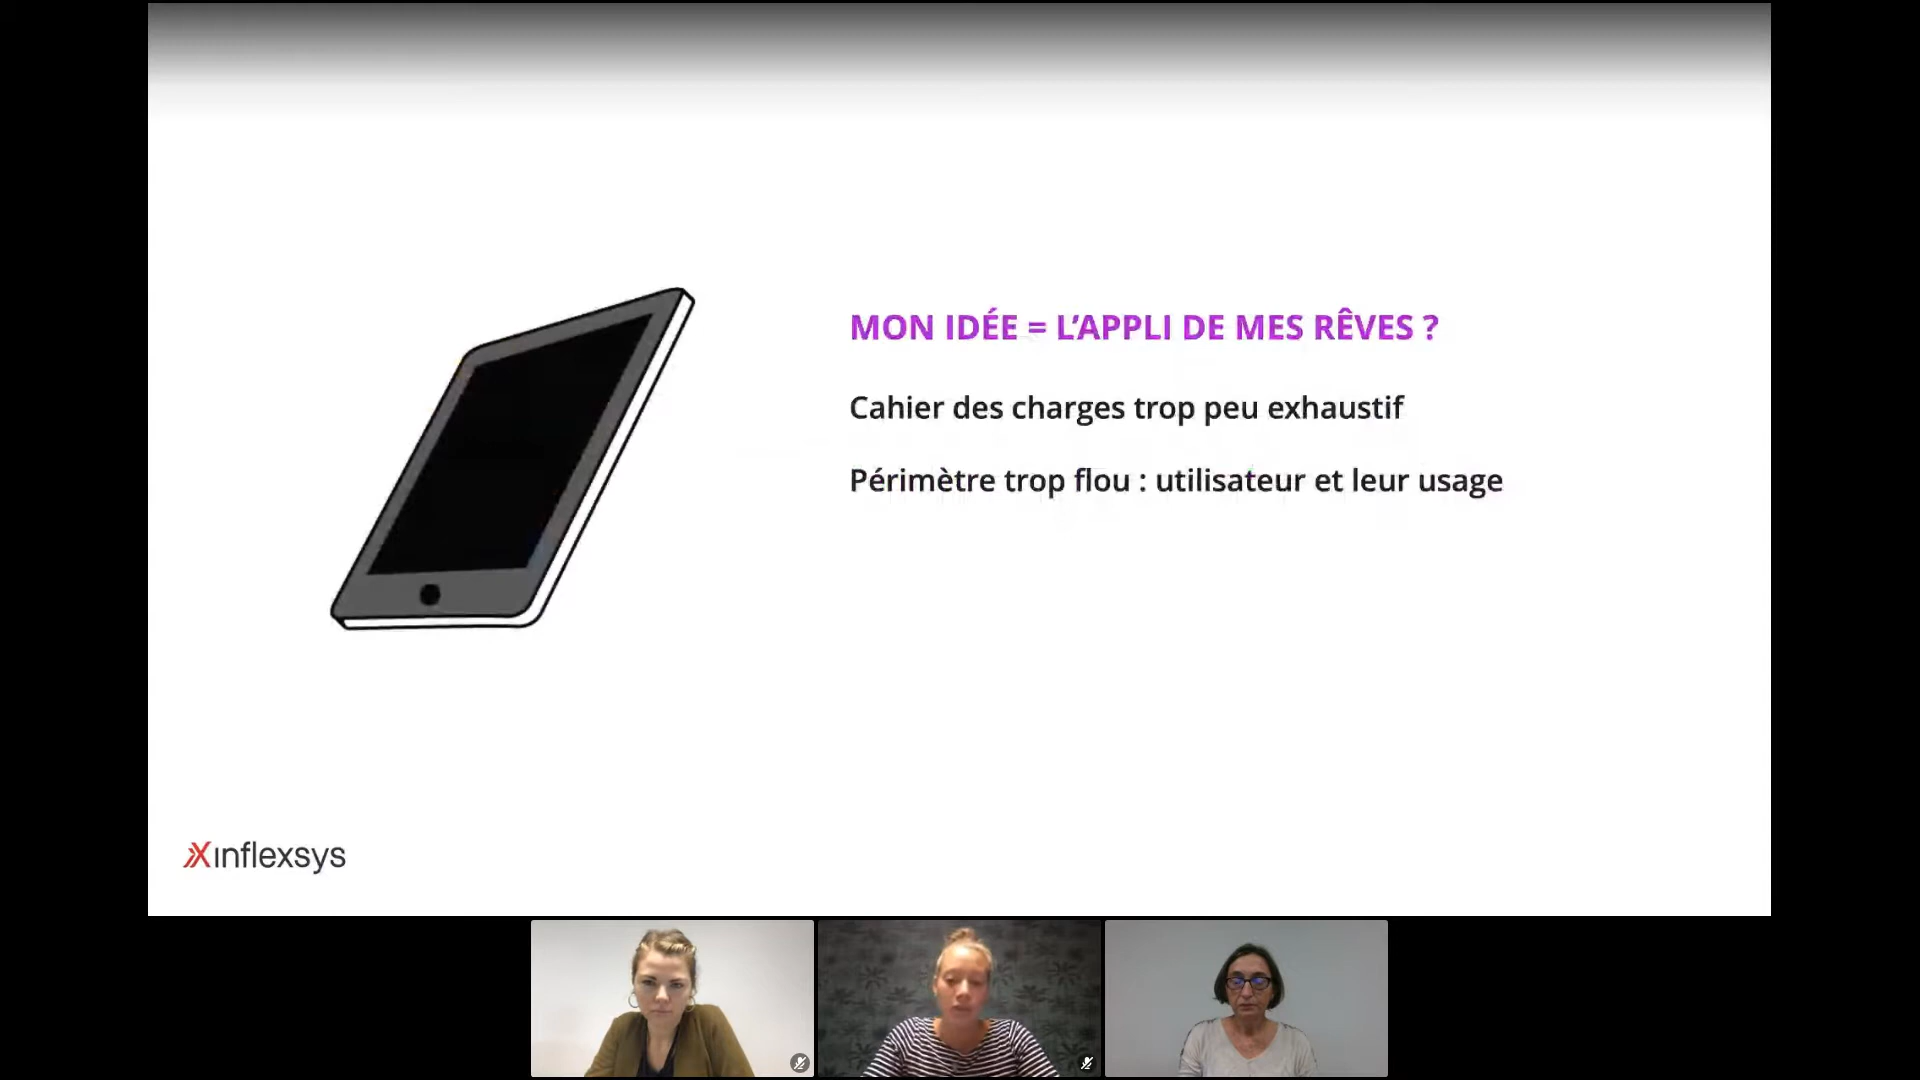 MON IDÉE = L’APPLI DE MES RÊVES ?
Cahier des charges trop peu exhaustif
Périmètre trop flou : utilisateur et leur usage
inflexsys